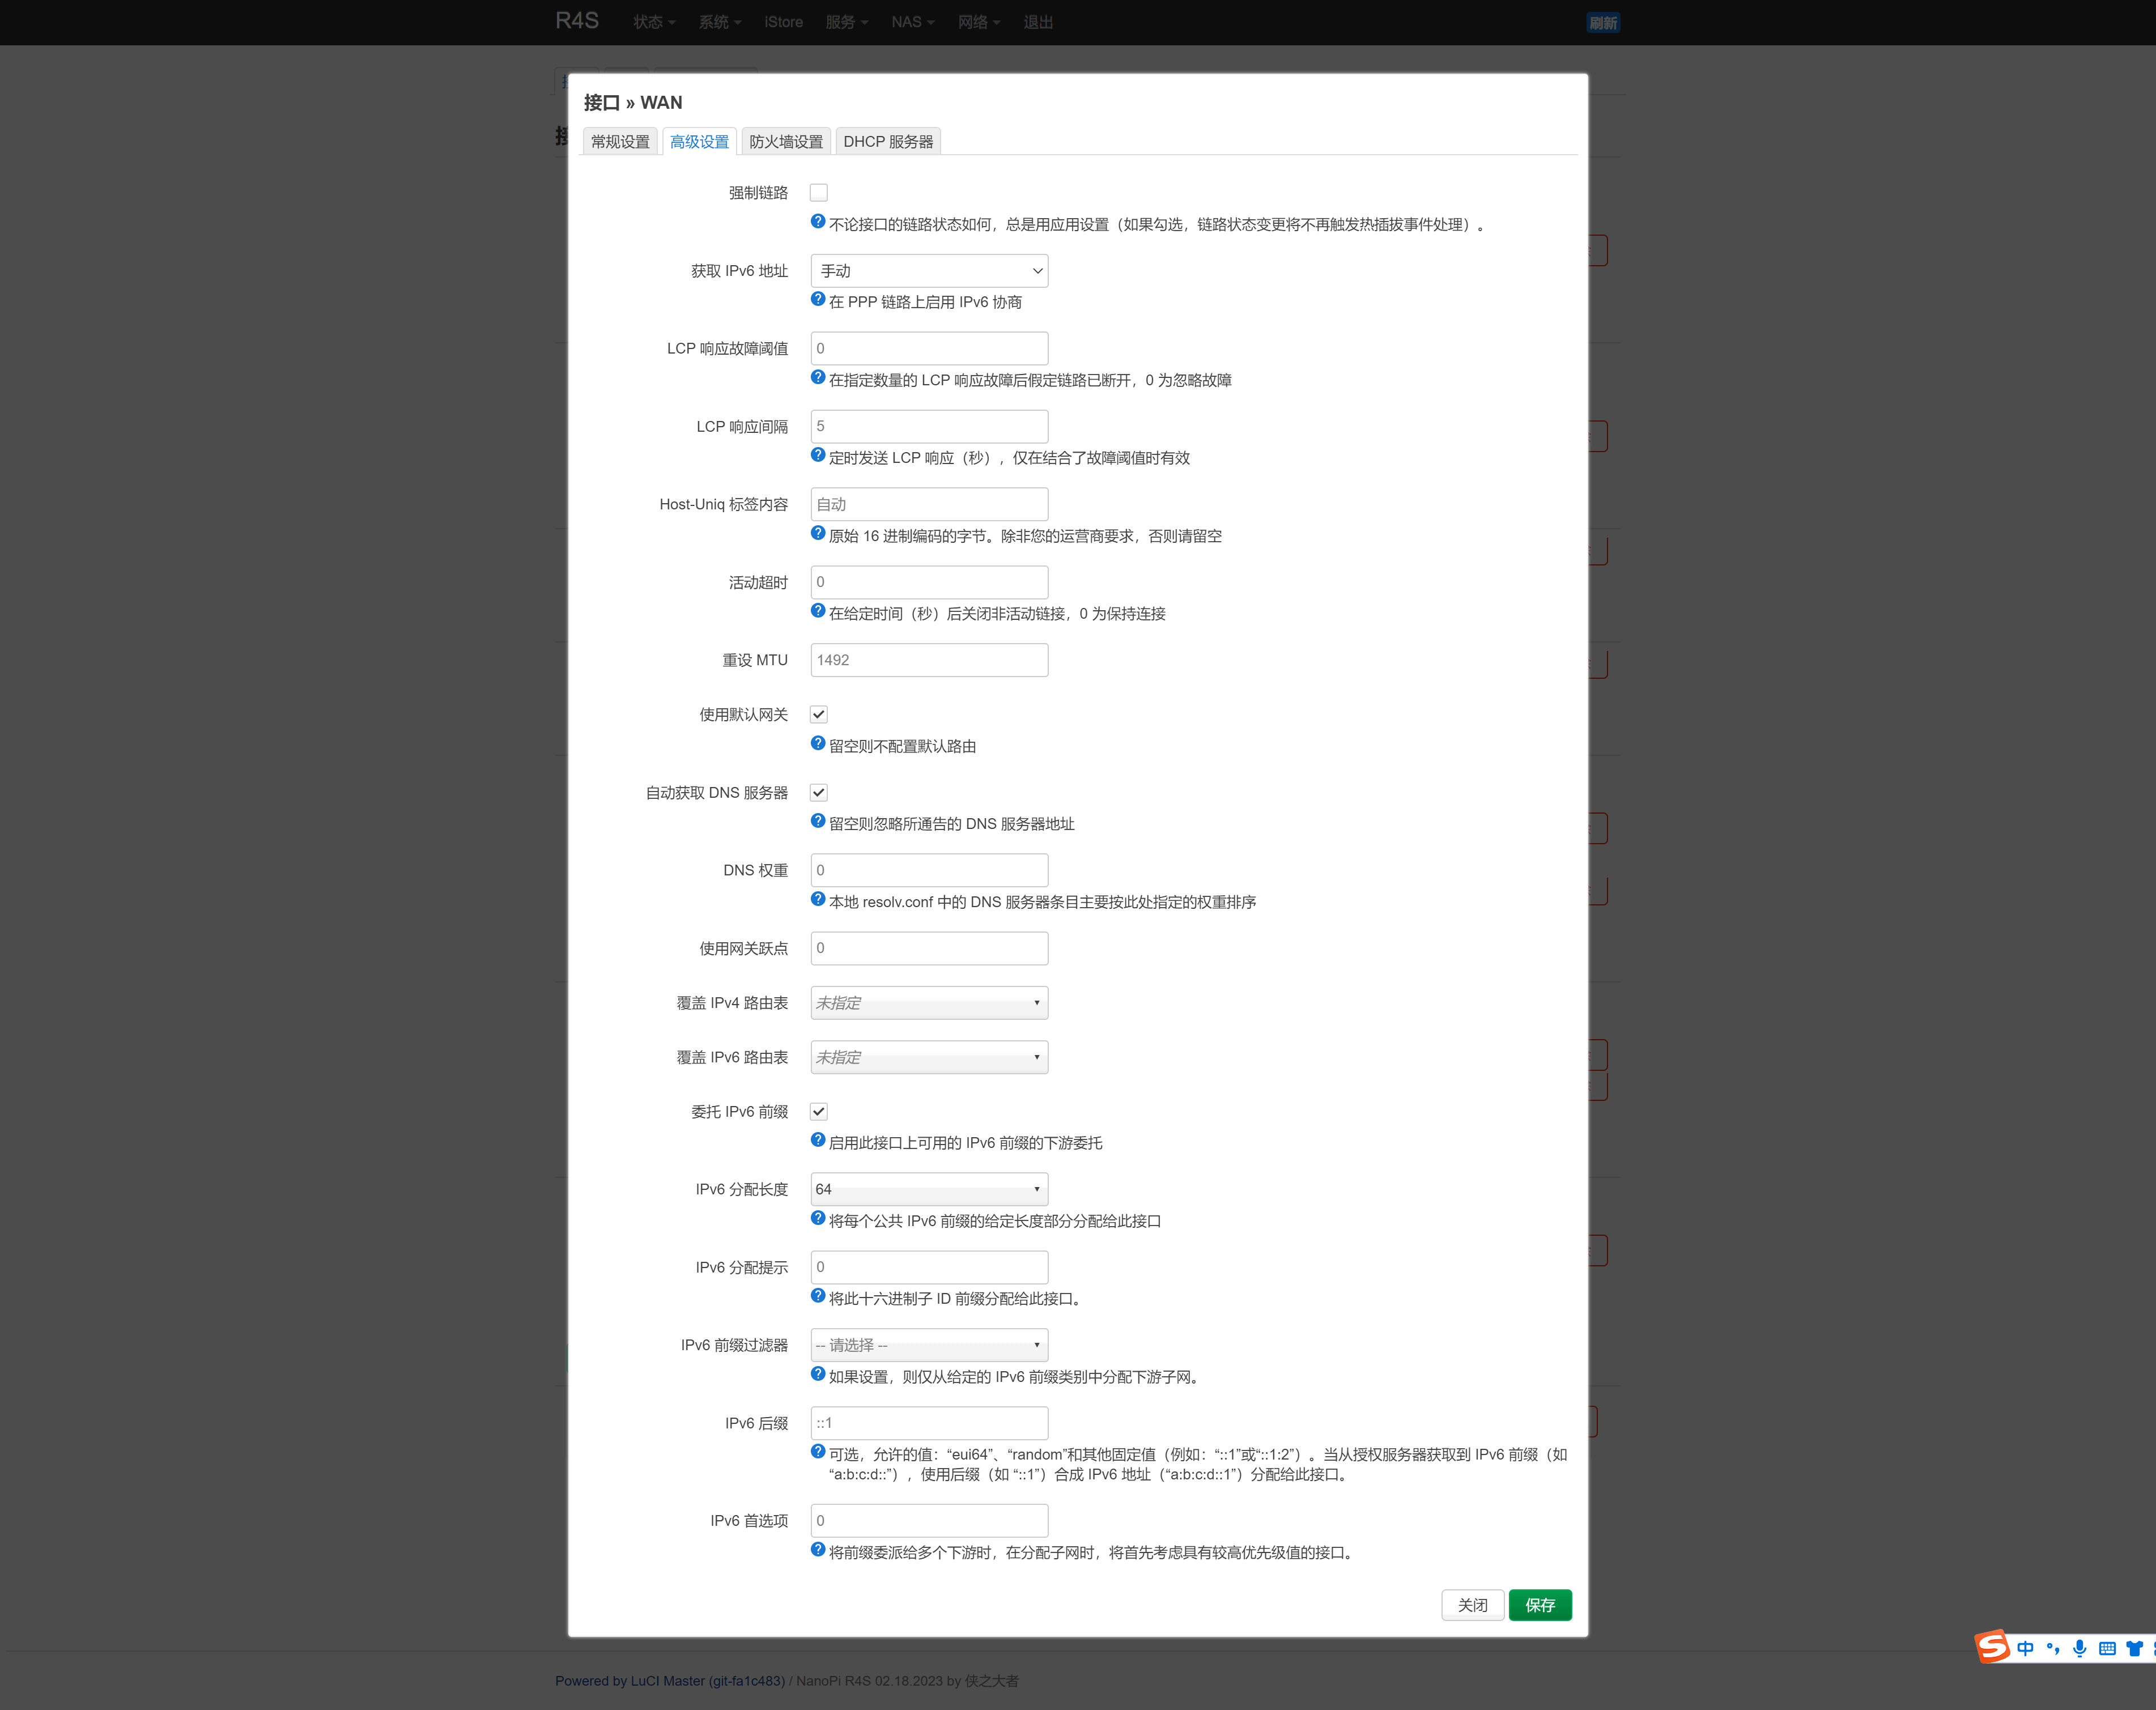 R4S 状态 系统 iStore 服务 NAS 网络 退出 刷新
接口 » WAN
常规设置 高级设置 防火墙设置 DHCP 服务器
强制链路
不论接口的链路状态如何，总是用应用设置（如果勾选，链路状态变更将不再触发热插拔事件处理）。
获取 IPv6 地址 手动
在 PPP 链路上启用 IPv6 协商
LCP 响应故障阈值 0
在指定数量的 LCP 响应故障后假定链路已断开，0 为忽略故障
LCP 响应间隔 5
定时发送 LCP 响应（秒），仅在结合了故障阈值时有效
Host-Uniq 标签内容 自动
原始 16 进制编码的字节。除非您的运营商要求，否则请留空
活动超时 0
在给定时间（秒）后关闭非活动链接，0 为保持连接
重设 MTU 1492
使用默认网关
留空则不配置默认路由
自动获取 DNS 服务器
留空则忽略所通告的 DNS 服务器地址
DNS 权重 0
本地 resolv.conf 中的 DNS 服务器条目主要按此处指定的权重排序
使用网关跃点 0
覆盖 IPv4 路由表 未指定
覆盖 IPv6 路由表 未指定
委托 IPv6 前缀
启用此接口上可用的 IPv6 前缀的下游委托
IPv6 分配长度 64
将每个公共 IPv6 前缀的给定长度部分分配给此接口
IPv6 分配提示 0
将此十六进制子 ID 前缀分配给此接口。
IPv6 前缀过滤器 -- 请选择 --
如果设置，则仅从给定的 IPv6 前缀类别中分配下游子网。
IPv6 后缀 ::1
可选，允许的值：“eui64”、“random”和其他固定值（例如：“::1”或“::1:2”）。当从授权服务器获取到 IPv6 前缀（如
“a:b:c:d::”），使用后缀（如 “::1”）合成 IPv6 地址（“a:b:c:d::1”）分配给此接口。
IPv6 首选项 0
将前缀委派给多个下游时，在分配子网时，将首先考虑具有较高优先级值的接口。
关闭 保存
中
Powered by LuCI Master (git-fa1c483) / NanoPi R4S 02.18.2023 by 侠之大者